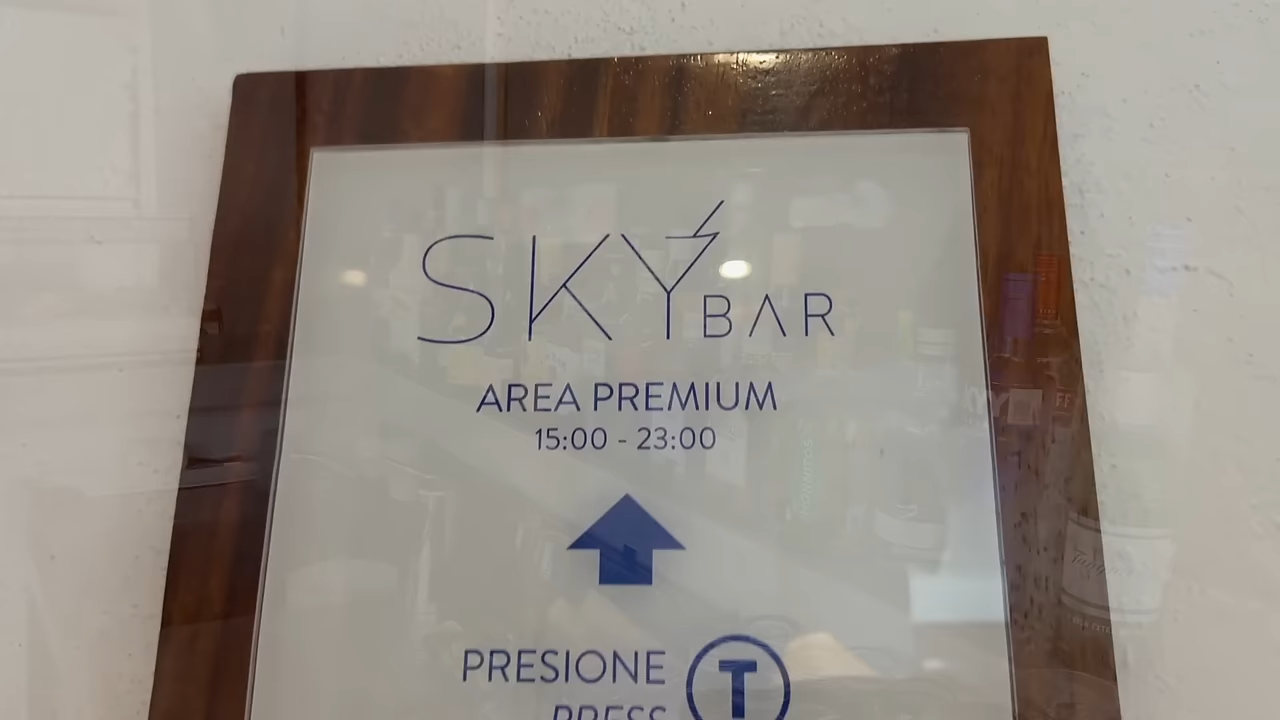 SKY BAR
AREA PREMIUM
15:00 - 23:00
PRESIONE T
PRESS